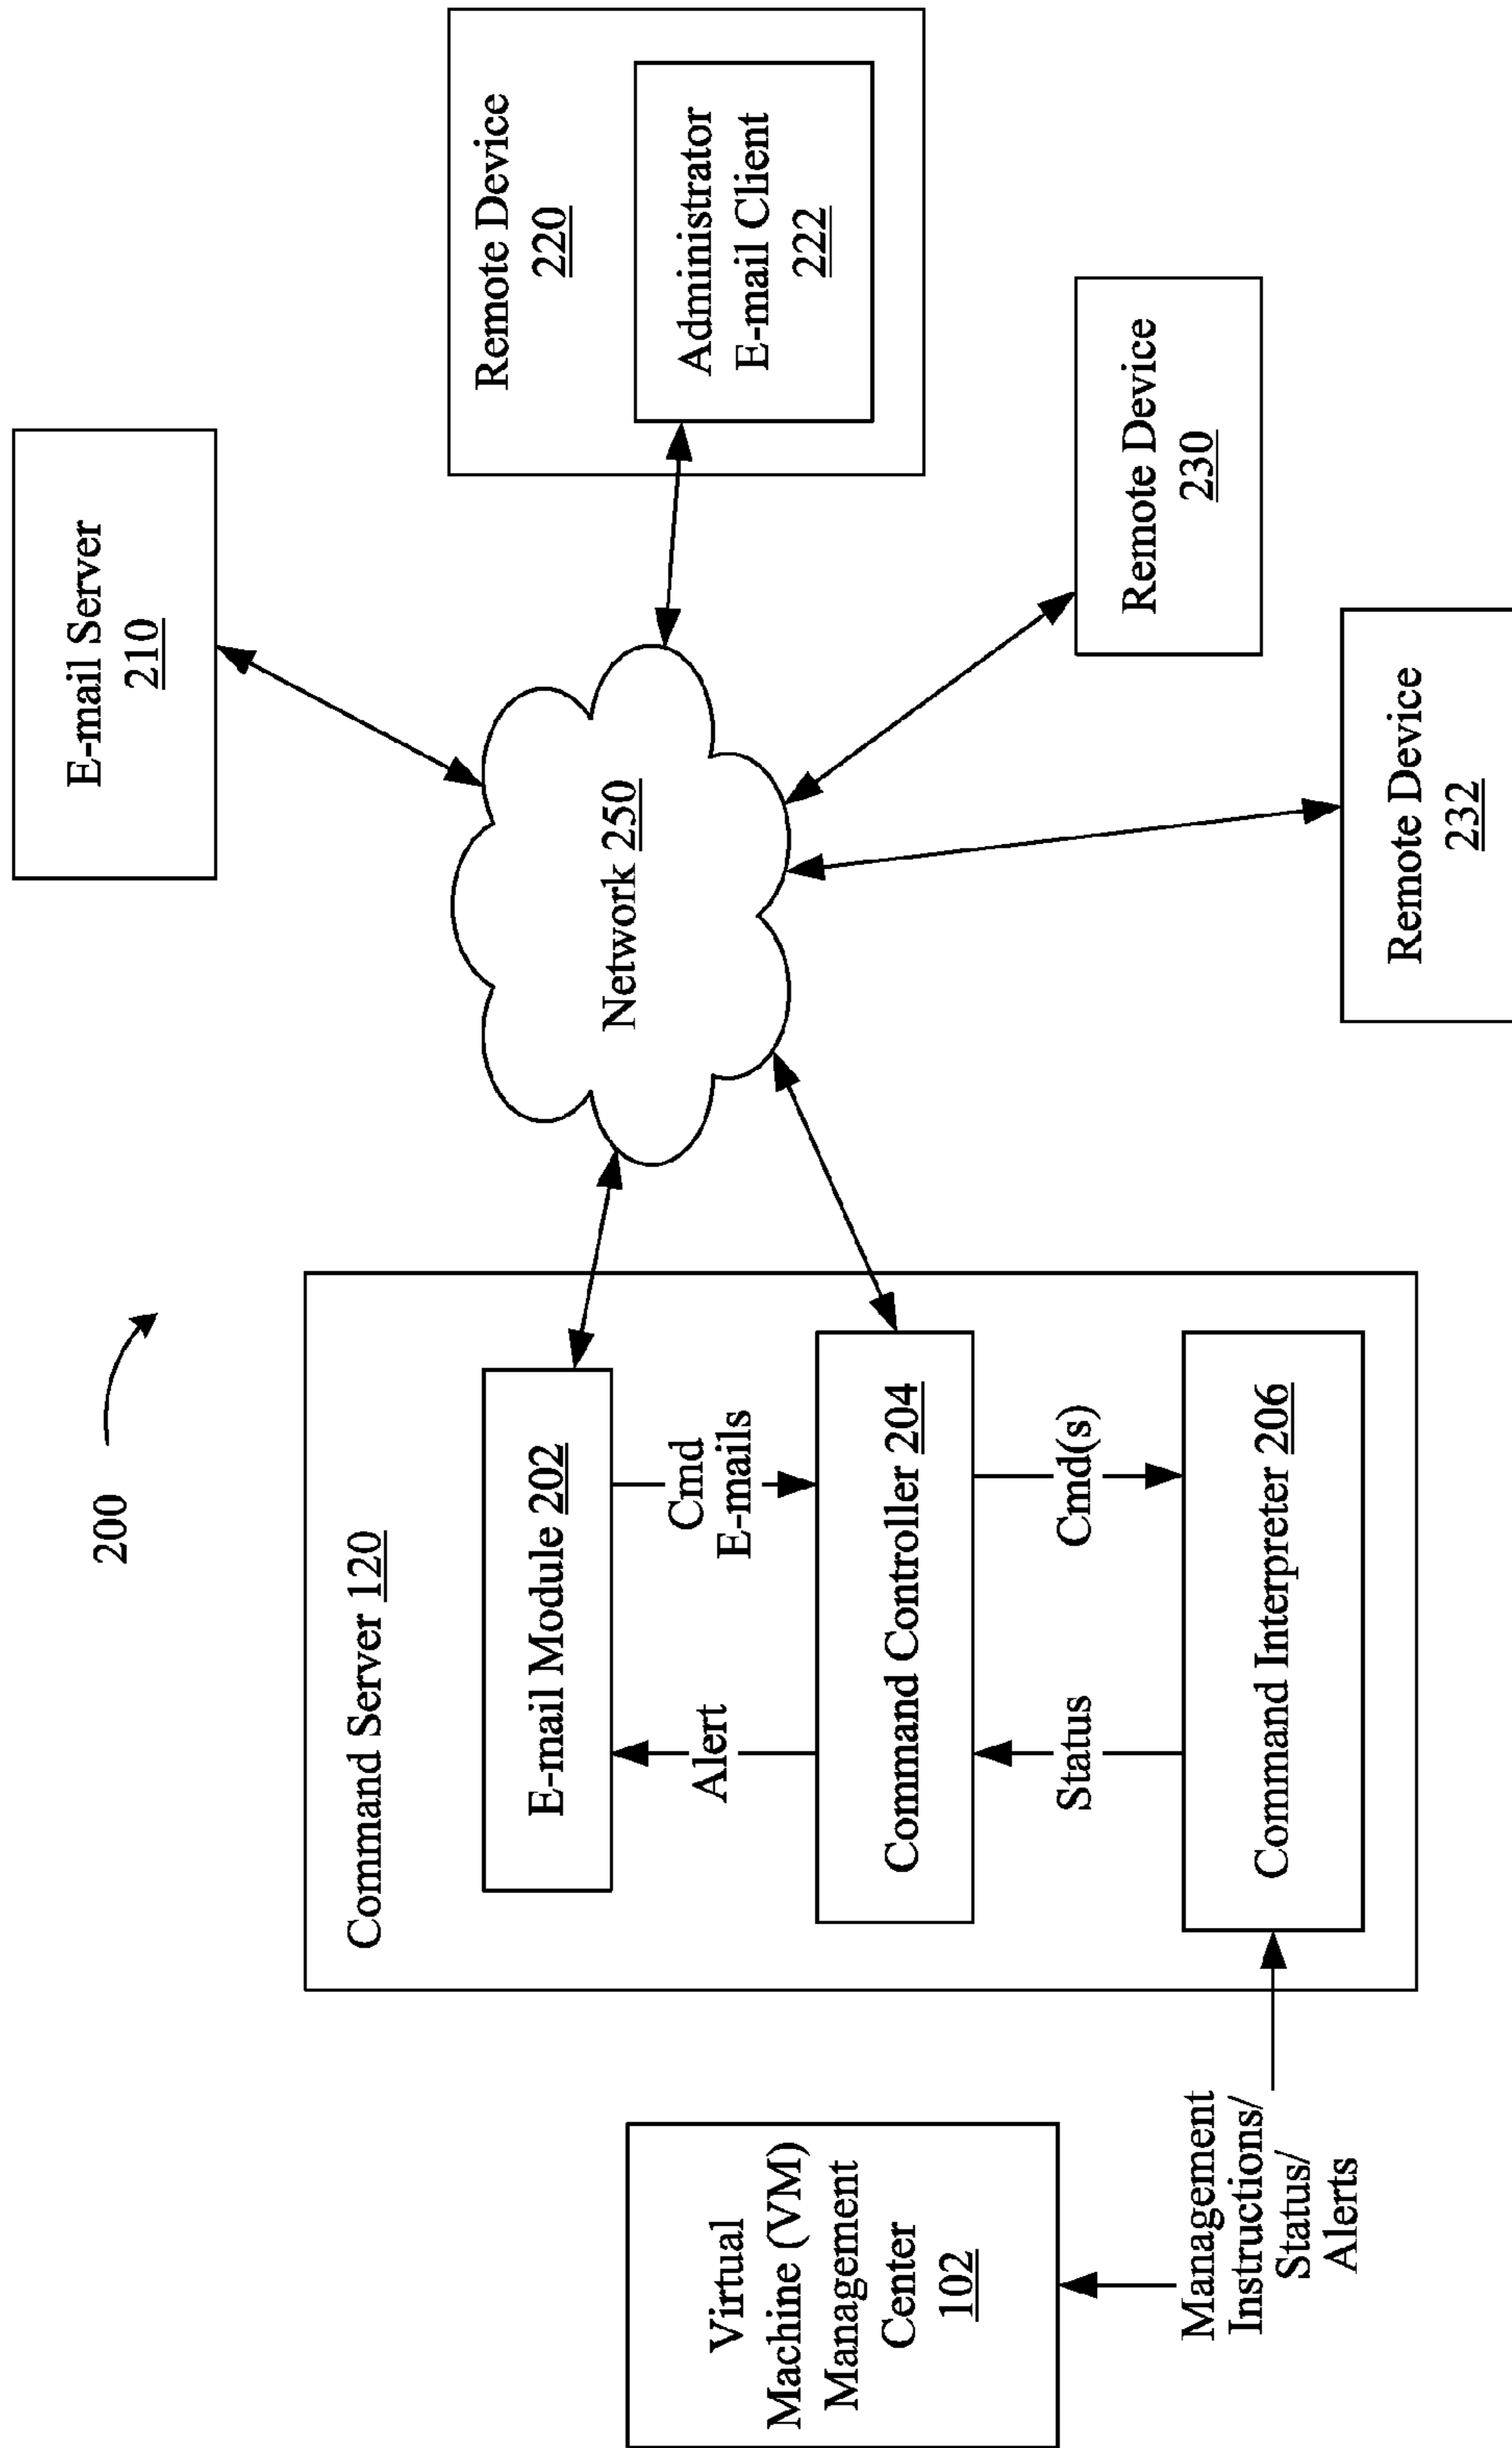 200
Command Server 120
E-mail Module 202
Alert
Cmd
E-mails
Command Controller 204
Status
Cmd(s)
Command Interpreter 206
Virtual
Machine (VM)
Management
Center
102
Management
Instructions/
Status/
Alerts
Network 250
E-mail Server
210
Remote Device
220
Administrator
E-mail Client
222
Remote Device
230
Remote Device
232